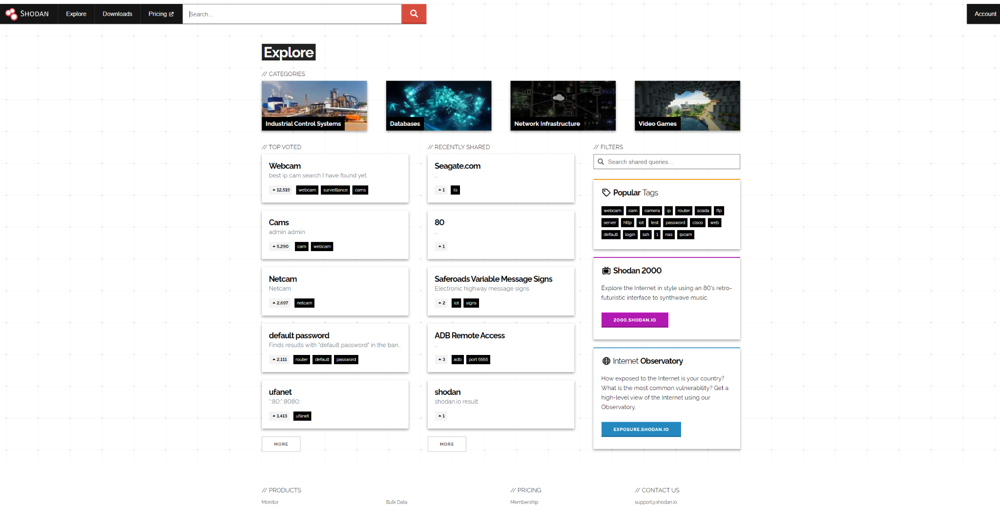 SHODAN
Explore
Downloads
Pricing
Search...
Account
Explore
// CATEGORIES
Industrial Control Systems
Databases
Network Infrastructure
Video Games
// TOP VOTED
Webcam
best ip cam search I have found yet.
12,519 webcam surveillance cams
Cams
admin admin
5,290 cam webcam
Netcam
Netcam
2,697 netcam
default password
Finds results with "default password" in the ban...
2,111 router default password
ufanet
*:80;*:8080;
1,413 ufanet
MORE
// RECENTLY SHARED
Seagate.com
...
1 iis
80
...
1
Saferoads Variable Message Signs
Electronic highway message signs
2 iot signs
ADB Remote Access
...
3 adb port 5555
shodan
shodan.io result
1
MORE
// FILTERS
Search shared queries...
Popular Tags
webcam cam camera ip router scada ftp
server http iot test password cisco web
default login ssh 1 nas ipcam
Shodan 2000
Explore the Internet in style using an 80's retro-
futuristic interface to synthwave music.
2000.SHODAN.IO
Internet Observatory
How exposed to the Internet is your country?
What is the most common vulnerability? Get a
high-level view of the Internet using our
Observatory.
EXPOSURE.SHODAN.IO
// PRODUCTS
Monitor
Bulk Data
// PRICING
Membership
// CONTACT US
support@shodan.io